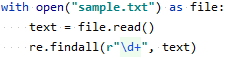 with open("sample.txt") as file:
    text = file.read()
    re.findall(r"\d+", text)